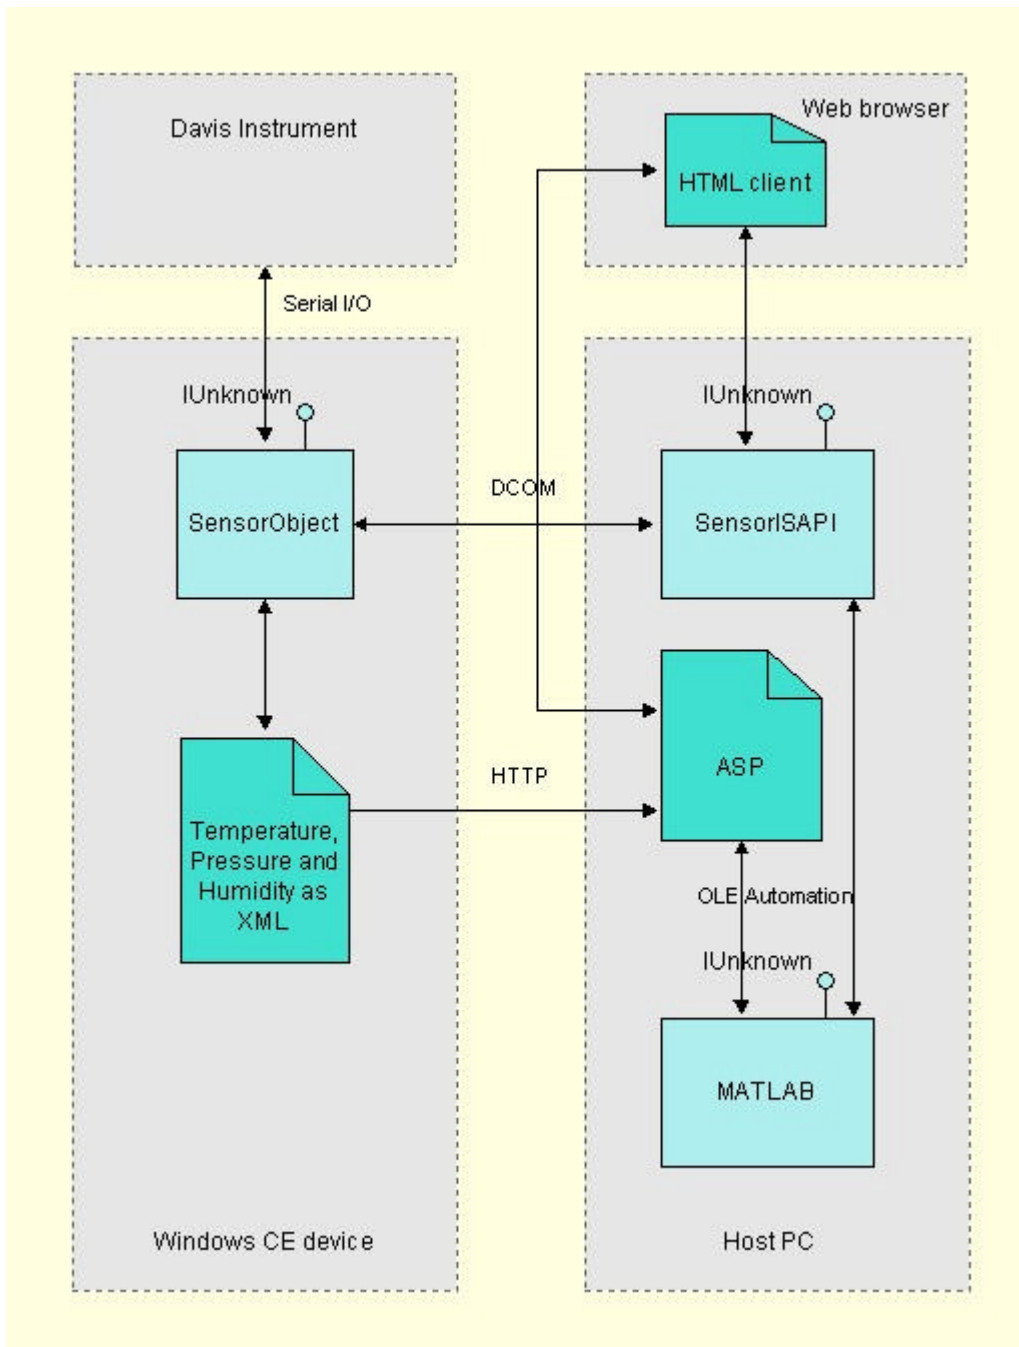 Davis Instrument
Web browser
HTML client
Serial I/O
IUnknown
IUnknown
DCOM
SensorObject
SensorISAPI
ASP
HTTP
Temperature,
Pressure and
Humidity as
XML
OLE Automation
IUnknown
MATLAB
Windows CE device
Host PC